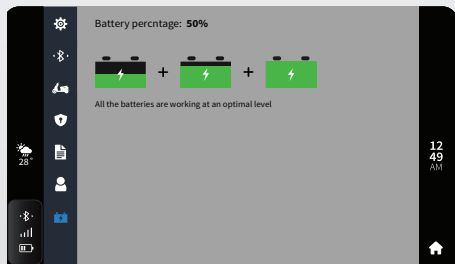 Battery percntage: 50%
+ +
All the batteries are working at an optimal level
28°
12
49
AM